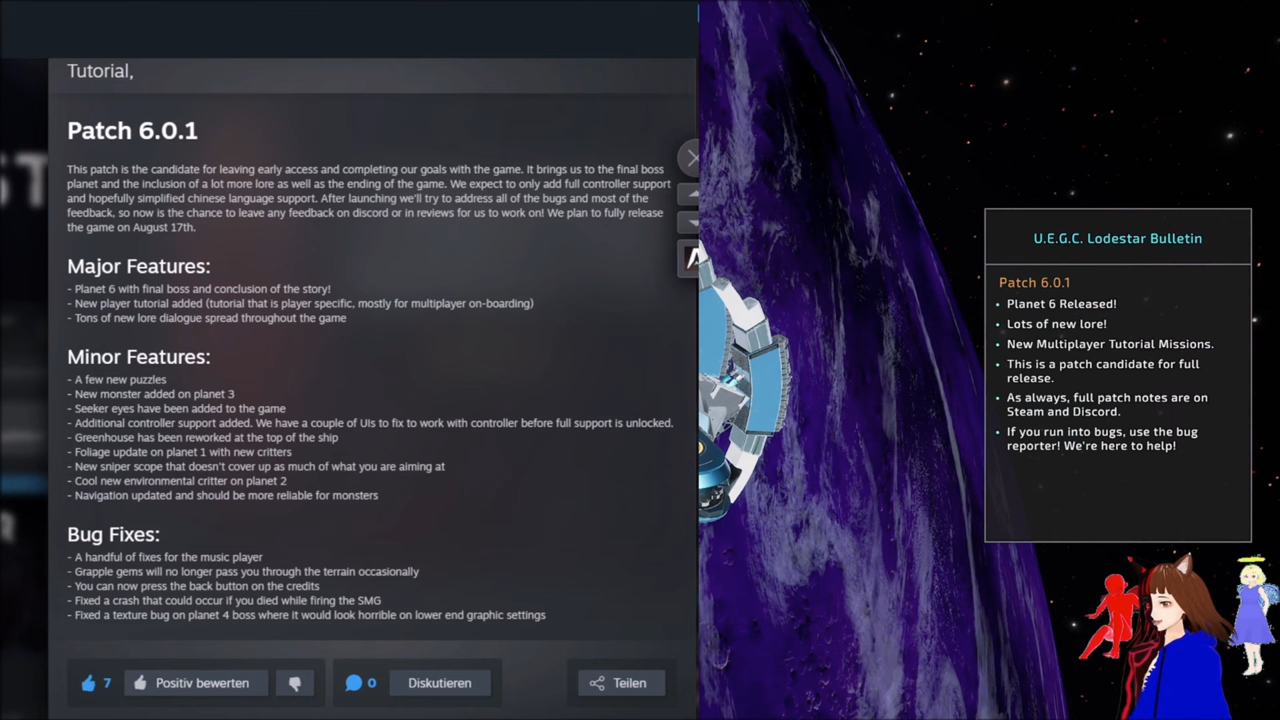 Tutorial,
Patch 6.0.1
This patch is the candidate for leaving early access and completing our goals with the game. It brings us to the final boss
planet and the inclusion of a lot more lore as well as the ending of the game. We expect to only add full controller support
and hopefully simplified chinese language support. After launching we'll try to address all of the bugs and most of the
feedback, so now is the chance to leave any feedback on discord or in reviews for us to work on! We plan to fully release
the game on August 17th.
Major Features:
- Planet 6 with final boss and conclusion of the story!
- New player tutorial added (tutorial that is player specific, mostly for multiplayer on-boarding)
- Tons of new lore dialogue spread throughout the game
Minor Features:
- A few new puzzles
- New monster added on planet 3
- Seeker eyes have been added to the game
- Additional controller support added. We have a couple of UIs to fix to work with controller before full support is unlocked.
- Greenhouse has been reworked at the top of the ship
- Foliage update on planet 1 with new critters
- New sniper scope that doesn't cover up as much of what you are aiming at
- Cool new environmental critter on planet 2
- Navigation updated and should be more reliable for monsters
Bug Fixes:
- A handful of fixes for the music player
- Grapple gems will no longer pass you through the terrain occasionally
- You can now press the back button on the credits
- Fixed a crash that could occur if you died while firing the SMG
- Fixed a texture bug on planet 4 boss where it would look horrible on lower end graphic settings
7
Positiv bewerten
0
Diskutieren
Teilen
U.E.G.C. Lodestar Bulletin
Patch 6.0.1
• Planet 6 Released!
• Lots of new lore!
• New Multiplayer Tutorial Missions.
• This is a patch candidate for full
release.
• As always, full patch notes are on
Steam and Discord.
• If you run into bugs, use the bug
reporter! We're here to help!